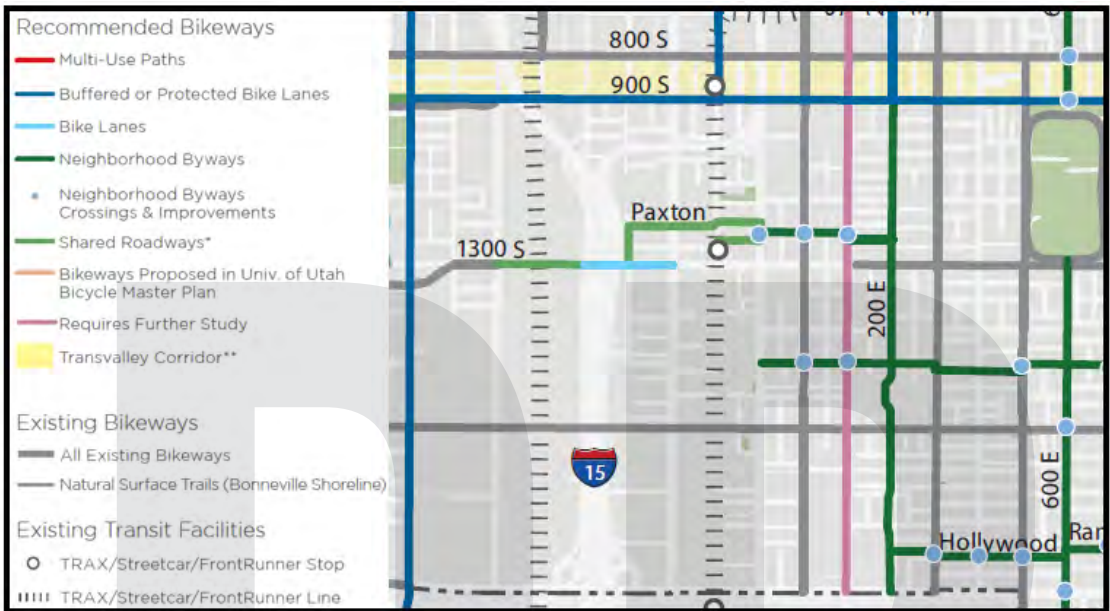 Recommended Bikeways
Multi-Use Paths
Buffered or Protected Bike Lanes
Bike Lanes
Neighborhood Byways
Neighborhood Byways
Crossings & Improvements
Shared Roadways*
Bikeways Proposed in Univ. of Utah
Bicycle Master Plan
Requires Further Study
Transvalley Corridor**
Existing Bikeways
All Existing Bikeways
Natural Surface Trails (Bonneville Shoreline)
Existing Transit Facilities
TRAX/Streetcar/FrontRunner Stop
TRAX/Streetcar/FrontRunner Line
800 S
900 S
Paxton
1300 S
200 E
15
600 E
Hollywood